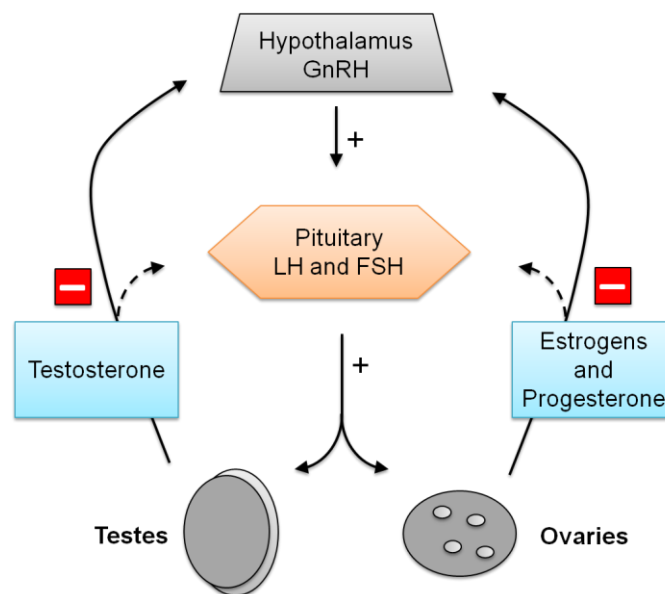 Hypothalamus
GnRH
+
Pituitary
LH and FSH
Testosterone
Estrogens
and
Progesterone
+
Testes
Ovaries